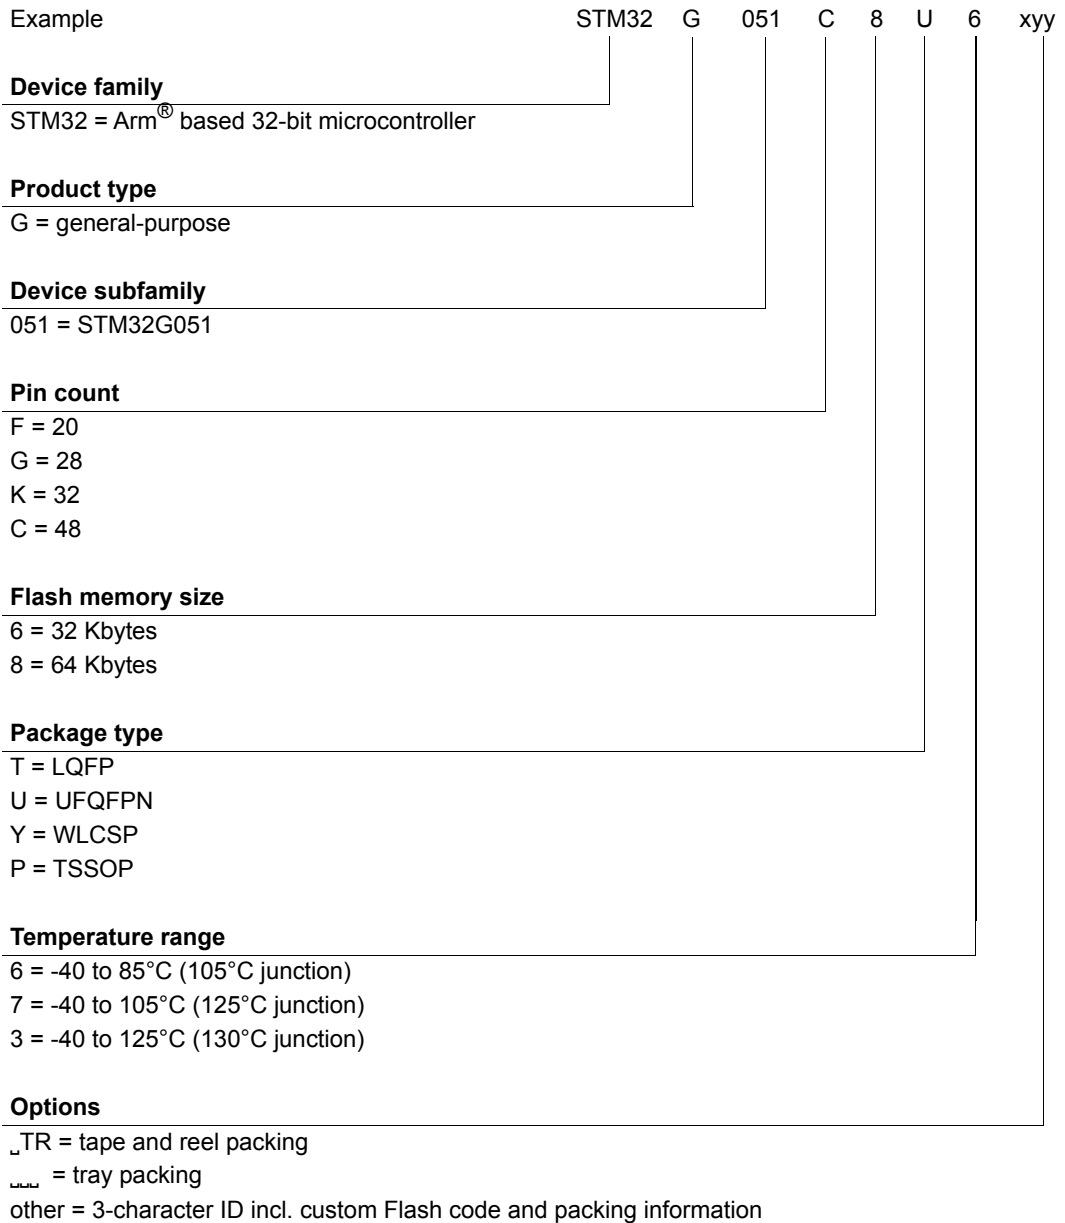 Example STM32 G 051 C 8 U 6 xyy
Device family
STM32 = Arm® based 32-bit microcontroller
Product type
G = general-purpose
Device subfamily
051 = STM32G051
Pin count
F = 20
G = 28
K = 32
C = 48
Flash memory size
6 = 32 Kbytes
8 = 64 Kbytes
Package type
T = LQFP
U = UFQFPN
Y = WLCSP
P = TSSOP
Temperature range
6 = -40 to 85°C (105°C junction)
7 = -40 to 105°C (125°C junction)
3 = -40 to 125°C (130°C junction)
Options
␣TR = tape and reel packing
␣␣␣ = tray packing
other = 3-character ID incl. custom Flash code and packing information